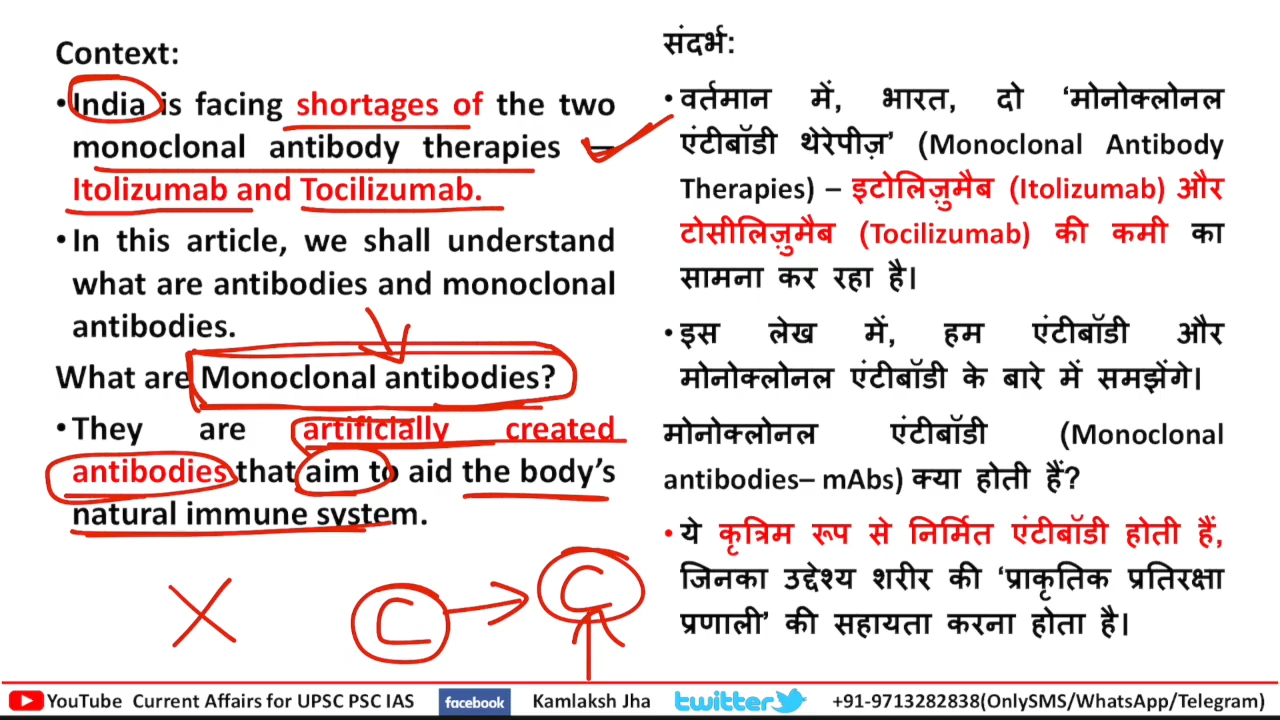 Context:
• India is facing shortages of the two
monoclonal antibody therapies –
Itolizumab and Tocilizumab.
• In this article, we shall understand
what are antibodies and monoclonal
antibodies.
What are Monoclonal antibodies?
• They are artificially created
antibodies that aim to aid the body's
natural immune system.
C
C
संदर्भ:
• वर्तमान में, भारत, दो 'मोनोक्लोनल
एंटीबॉडी थेरेपीज़' (Monoclonal Antibody
Therapies) – इटोलिज़ुमैब (Itolizumab) और
टोसीलिज़ुमैब (Tocilizumab) की कमी का
सामना कर रहा है।
• इस लेख में, हम एंटीबॉडी और
मोनोक्लोनल एंटीबॉडी के बारे में समझेंगे।
मोनोक्लोनल एंटीबॉडी (Monoclonal
antibodies– mAbs) क्या होती हैं?
• ये कृत्रिम रूप से निर्मित एंटीबॉडी होती हैं,
जिनका उद्देश्य शरीर की 'प्राकृतिक प्रतिरक्षा
प्रणाली' की सहायता करना होता है।
YouTube Current Affairs for UPSC PSC IAS facebook Kamlaksh Jha twitter +91-9713282838(OnlySMS/WhatsApp/Telegram)